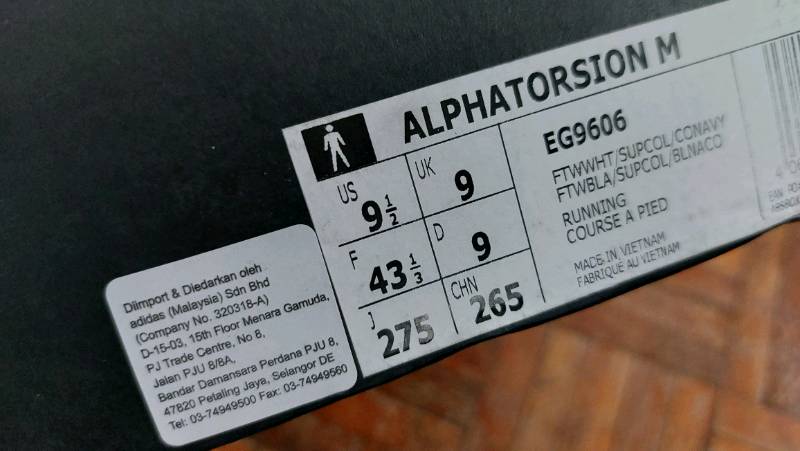 ALPHATORSION M
US
9 1/2
UK
9
F
43 1/3
D
9
J
275
CHN
265
EG9606
FTWWHT/SUPCOL/CONAVY
FTWBLA/SUPCOL/BLNACO
RUNNING
COURSE A PIED
MADE IN VIETNAM
FABRIQUÉ AU VIETNAM
Diimport & Diedarkan oleh
adidas (Malaysia) Sdn Bhd
(Company No. 320318-A)
D-15-03, 15th Floor Menara Gamuda,
PJ Trade Centre, No 8,
Jalan PJU 8/8A,
Bandar Damansara Perdana PJU 8,
47820 Petaling Jaya, Selangor DE
Tel: 03-74949500 Fax: 03-74949560